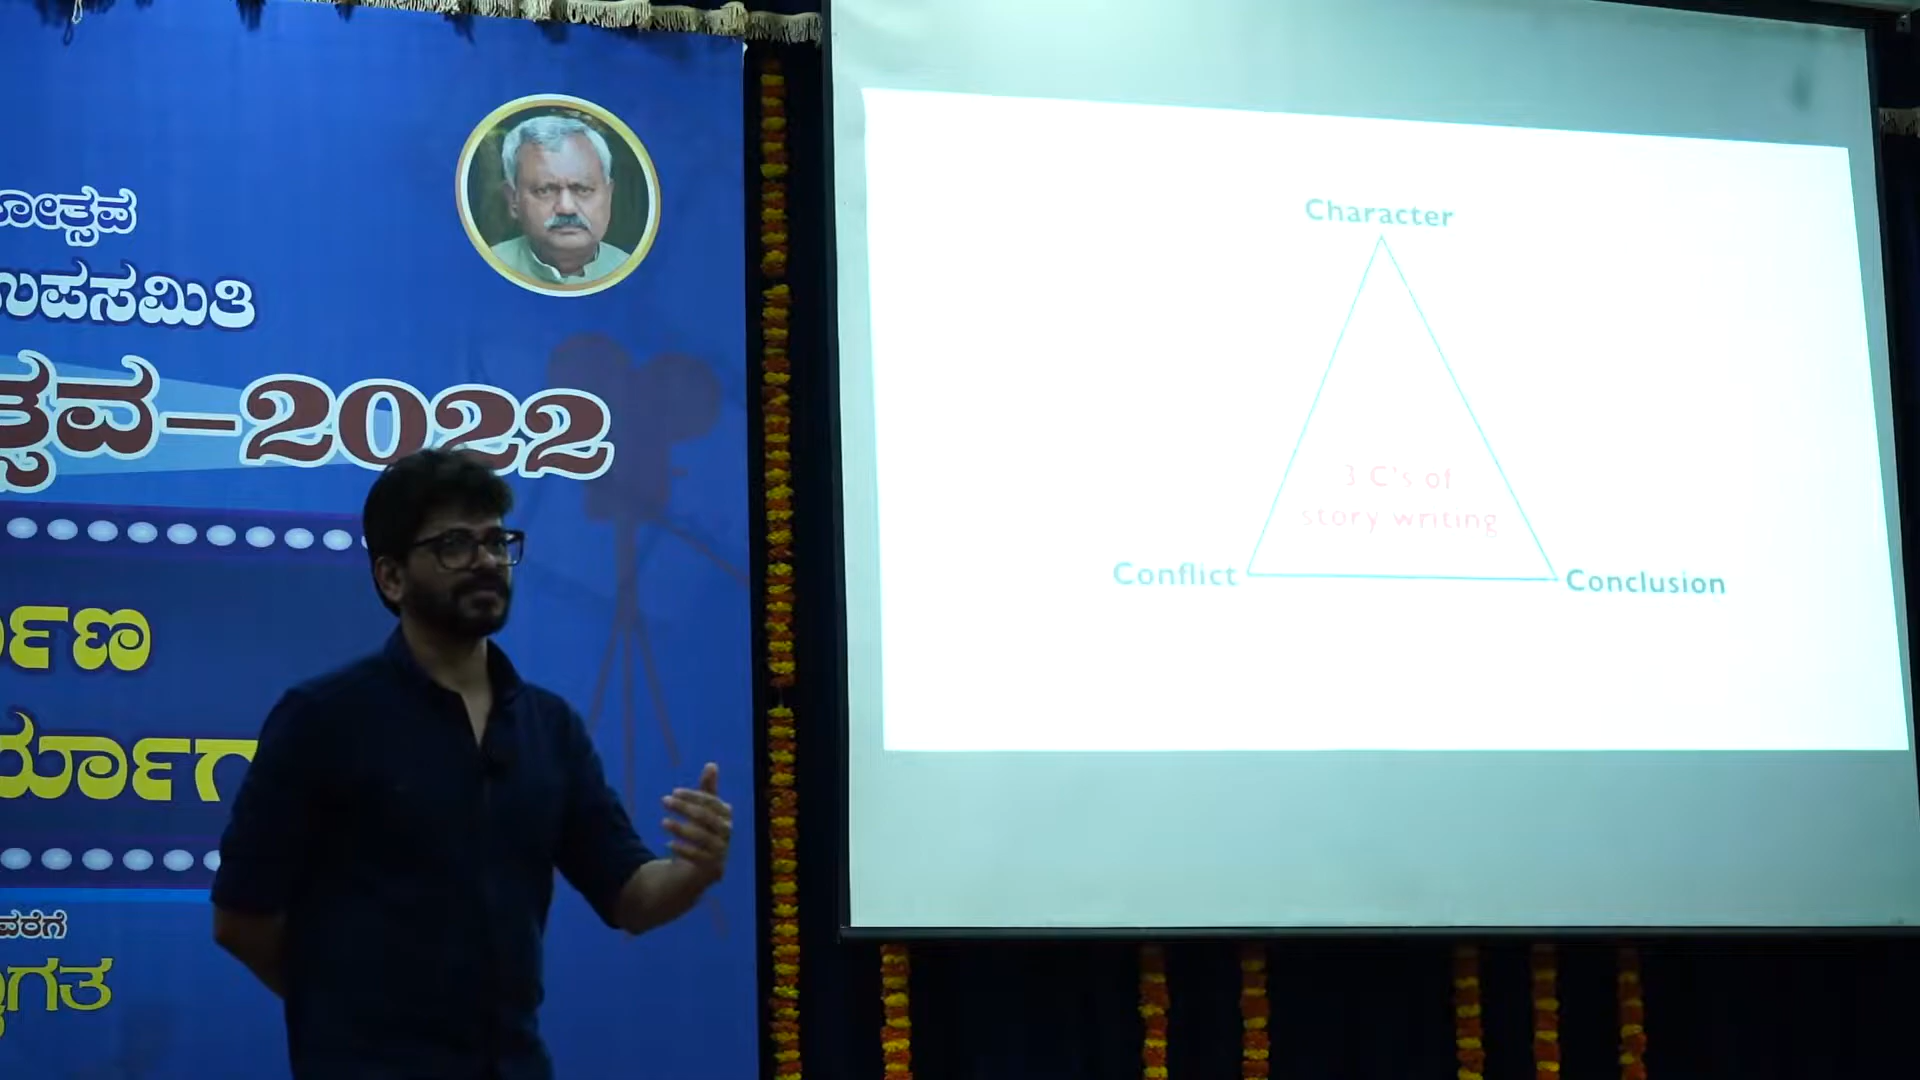 ೋತ್ಸವ
ಉಪಸಮಿತಿ
ತ್ಸವ-2022
ರ್ಮಾಣ
ಕಾರ್ಯಾಗ
ವರೆಗೆ
ಸ್ವಾಗತ
Character
3 C's of
story writing
Conflict
Conclusion